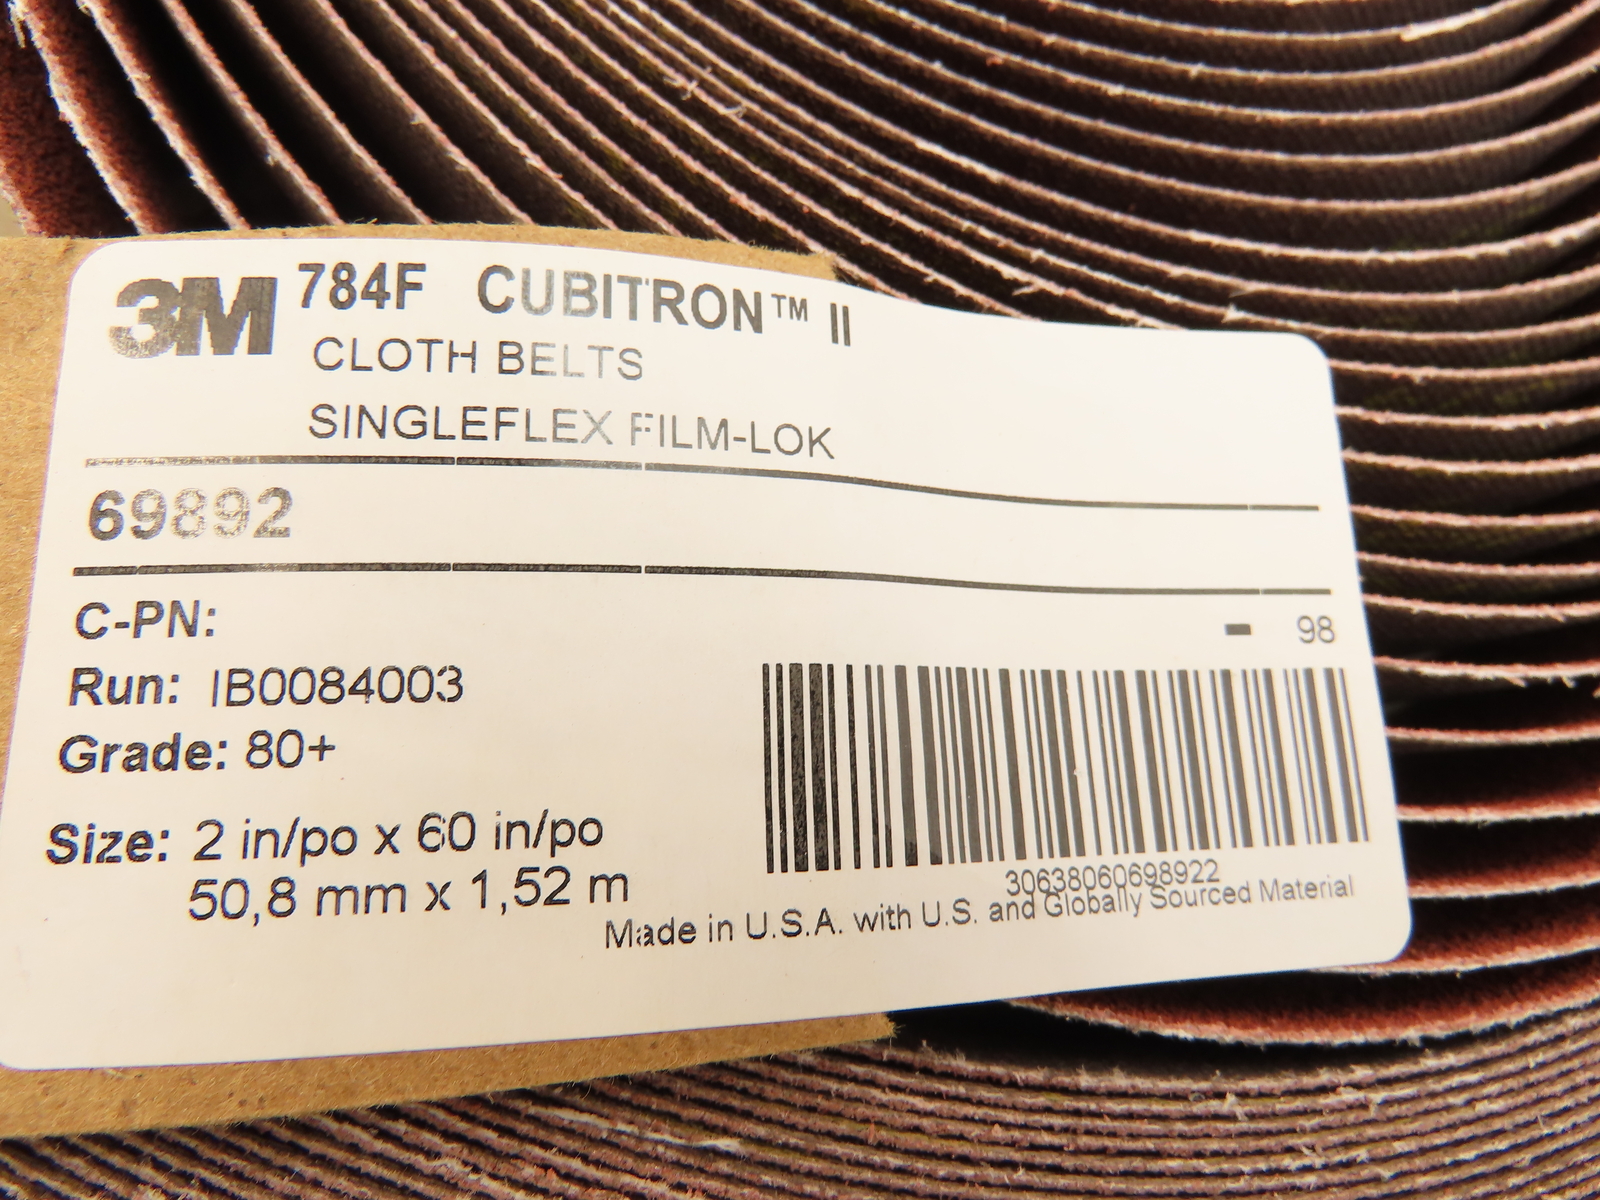 3M 784F CUBITRON™ II
CLOTH BELTS
SINGLEFLEX FILM-LOK
69892
C-PN:
- 98
Run: IB0084003
Grade: 80+
Size: 2 in/po x 60 in/po
50,8 mm x 1,52 m
30638060698922
Made in U.S.A. with U.S. and Globally Sourced Material